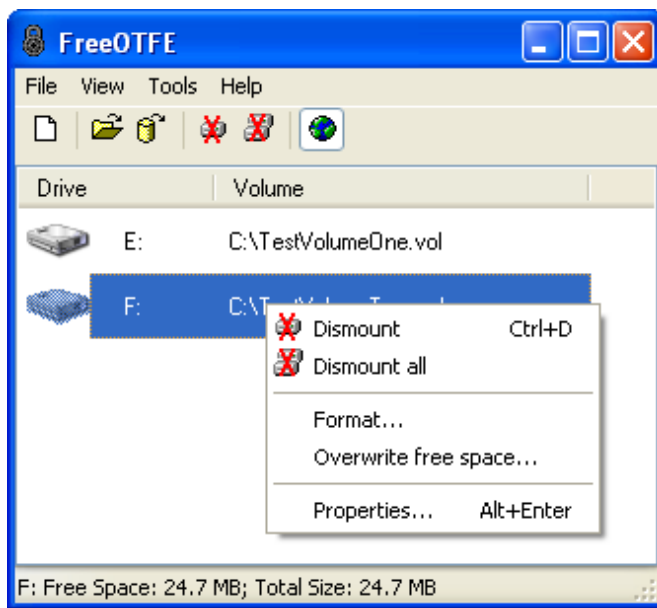 FreeOTFE
File View Tools Help
Drive Volume
E: C:\TestVolumeOne.vol
F:
Dismount Ctrl+D
Dismount all
Format...
Overwrite free space...
Properties... Alt+Enter
F: Free Space: 24.7 MB; Total Size: 24.7 MB